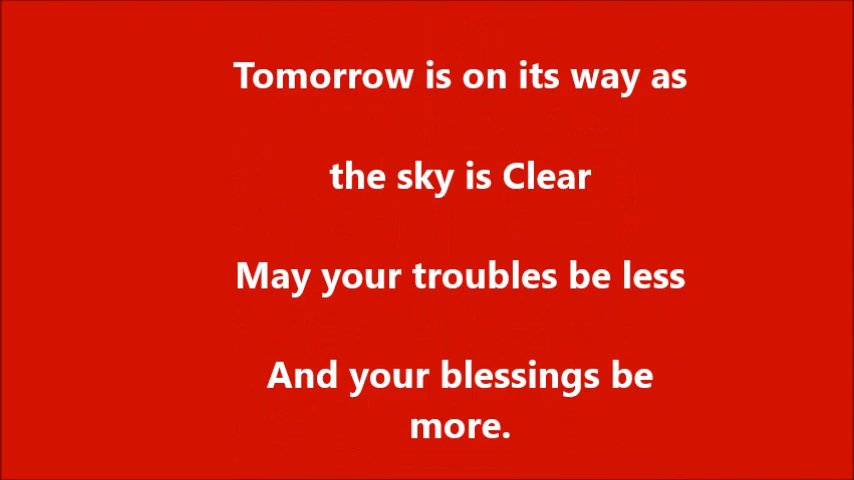 Tomorrow is on its way as
the sky is Clear
May your troubles be less
And your blessings be
more.